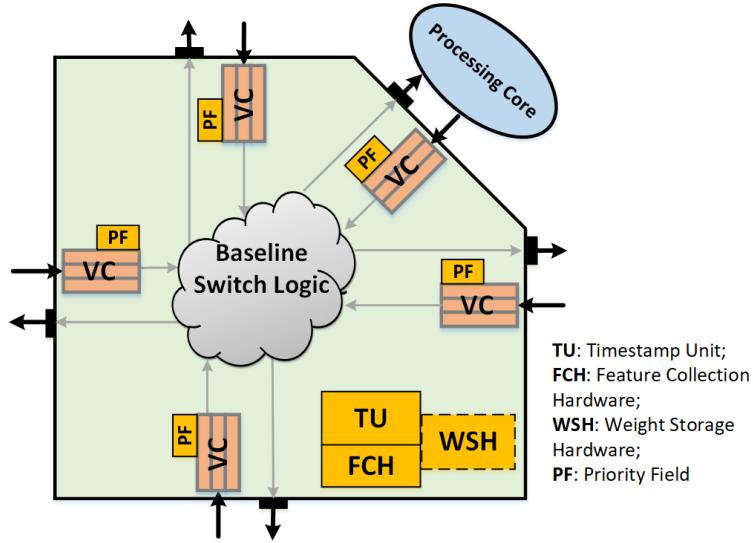 Processing Core
PF
VC
PF
VC
PF
VC
Baseline
Switch Logic
PF
VC
PF
VC
TU
FCH
WSH
TU: Timestamp Unit;
FCH: Feature Collection
Hardware;
WSH: Weight Storage
Hardware;
PF: Priority Field